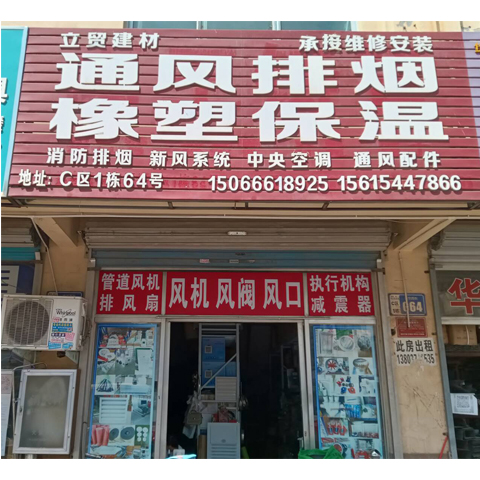 立贸建材 承接维修安装
通风排烟
橡塑保温
消防排烟 新风系统 中央空调 通风配件
地址: C区1栋64号 15066618925 15615447866
管道风机 排风扇
风机 风阀 风口
执行机构 减震器
064
此房出租
华